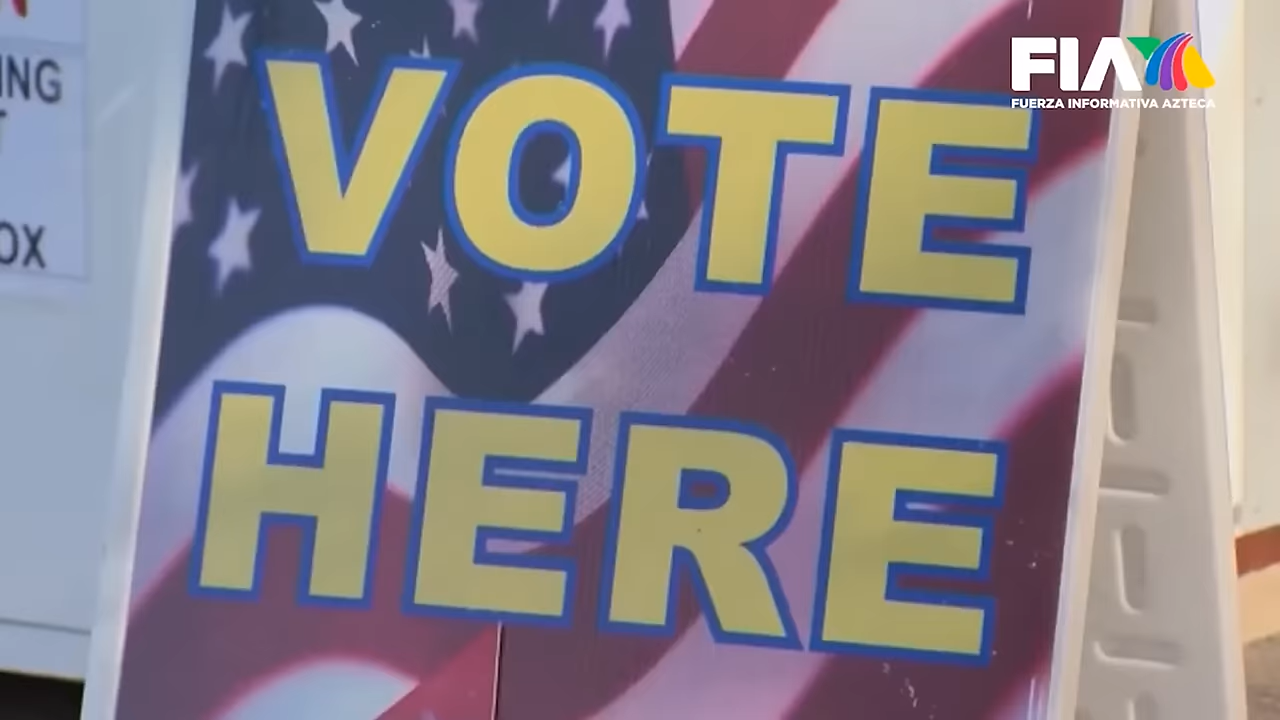 FIA
FUERZA INFORMATIVA AZTECA
VOTE
HERE
ING
OX